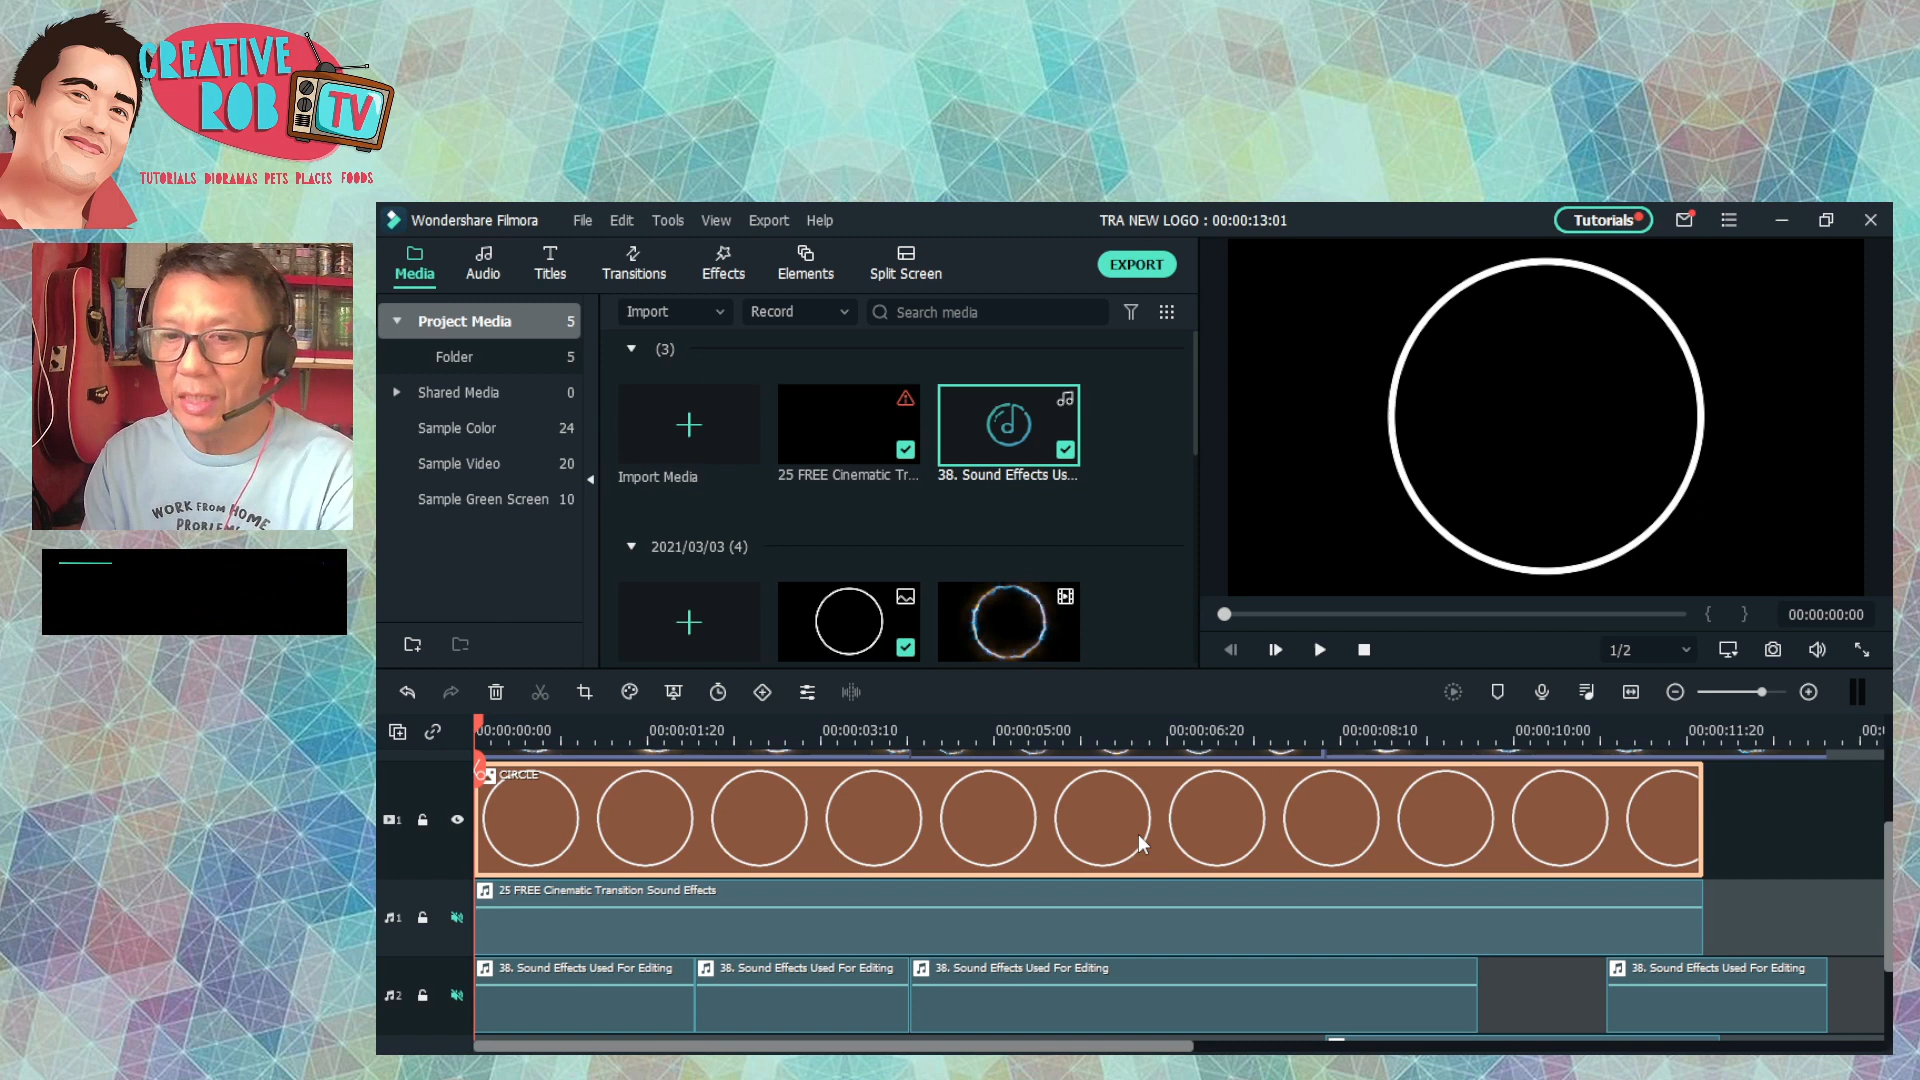 CREATIVE
ROB
TV
TUTORIALS DIORAMAS PETS PLACES FOODS
WORK FROM HOME
PROBLEMS
Wondershare Filmora
File
Edit
Tools
View
Export
Help
TRA NEW LOGO : 00:00:13:01
Tutorials
Media
Audio
Titles
Transitions
Effects
Elements
Split Screen
EXPORT
Project Media 5
Folder 5
Shared Media 0
Sample Color 24
Sample Video 20
Sample Green Screen 10
Import
Record
Search media
(3)
Import Media
25 FREE Cinematic Tr...
38. Sound Effects Us...
2021/03/03 (4)
{ }
00:00:00:00
1/2
00:00:00:00
00:00:01:20
00:00:03:10
00:00:05:00
00:00:06:20
00:00:08:10
00:00:10:00
00:00:11:20
00:0
CIRCLE
1
25 FREE Cinematic Transition Sound Effects
1
38. Sound Effects Used For Editing
38. Sound Effects Used For Editing
38. Sound Effects Used For Editing
38. Sound Effects Used For Editing
2